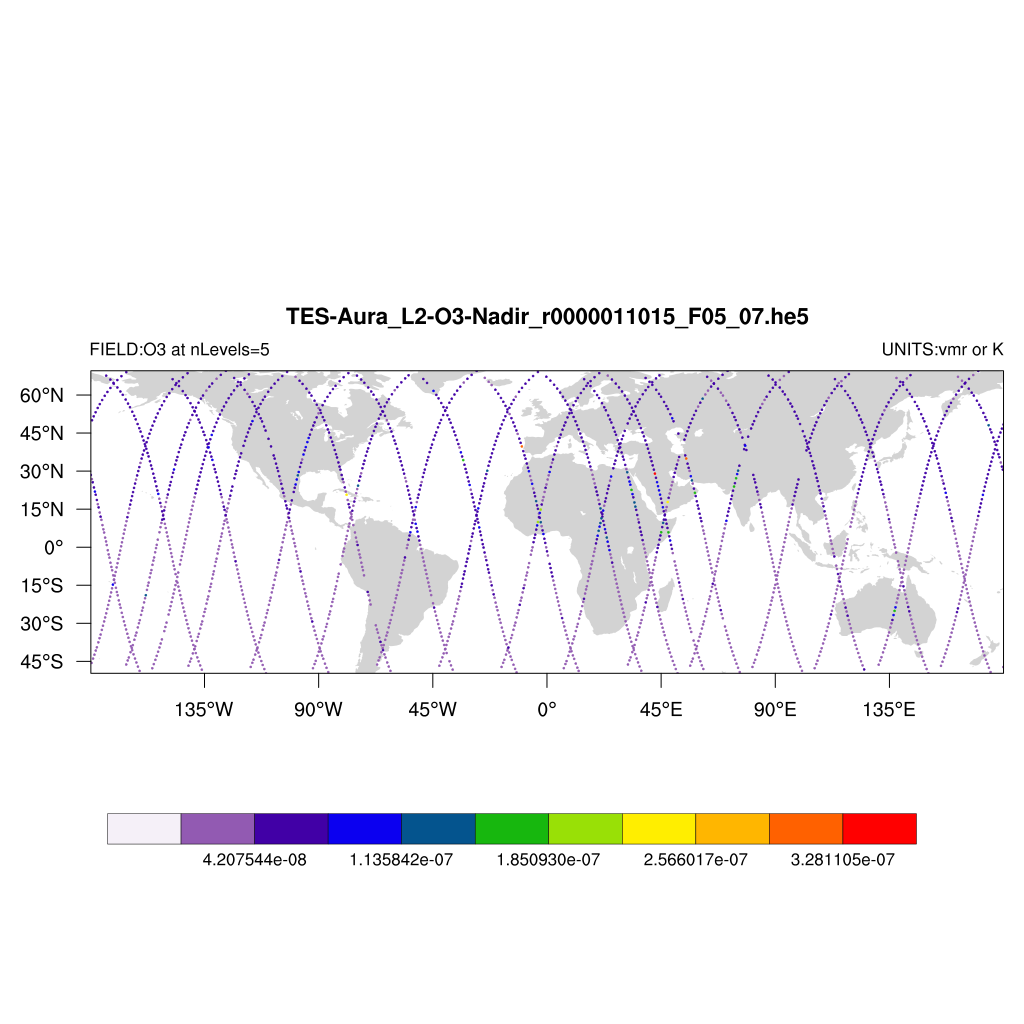 TES-Aura_L2-O3-Nadir_r0000011015_F05_07.he5
FIELD:O3 at nLevels=5 UNITS:vmr or K
60°N
45°N
30°N
15°N
0°
15°S
30°S
45°S
135°W 90°W 45°W 0° 45°E 90°E 135°E
4.207544e-08 1.135842e-07 1.850930e-07 2.566017e-07 3.281105e-07